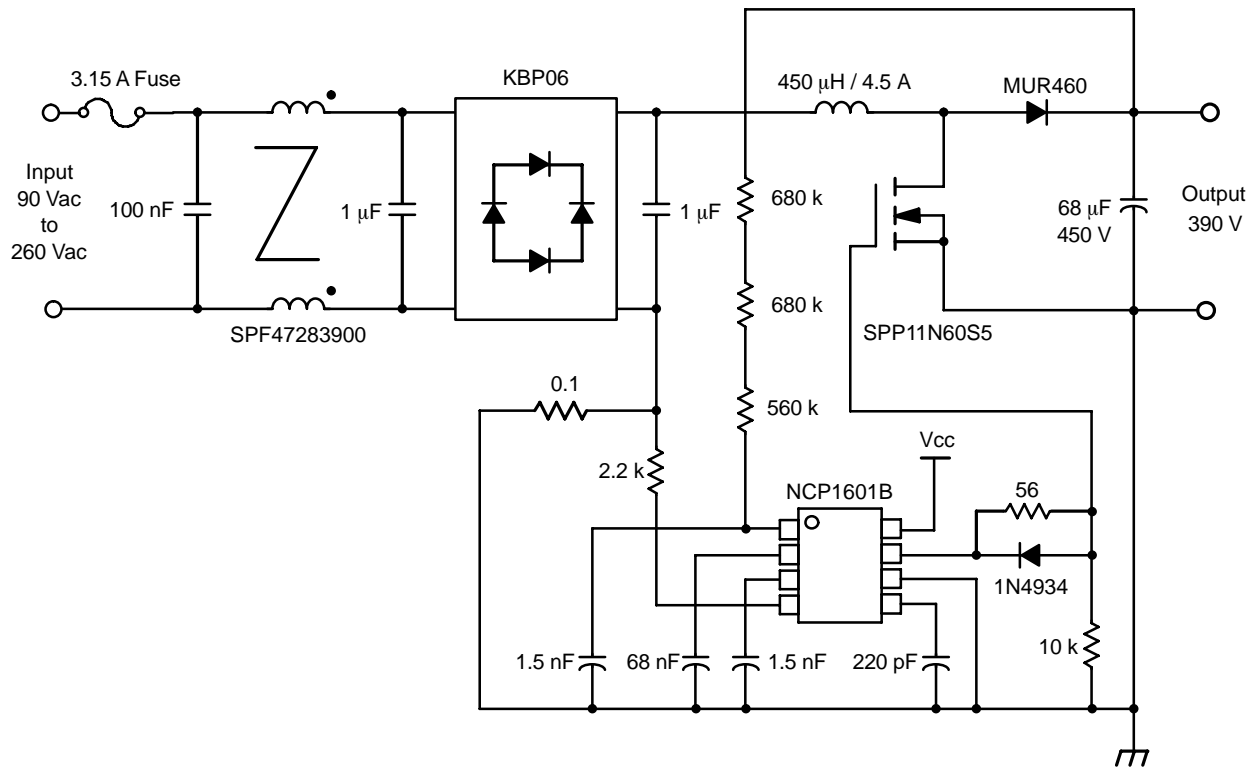 3.15 A Fuse
KBP06
450 μH / 4.5 A
MUR460
Input
90 Vac
to
260 Vac
100 nF
1 μF
1 μF
680 k
68 μF
450 V
Output
390 V
680 k
SPF47283900
SPP11N60S5
0.1
560 k
2.2 k
Vcc
NCP1601B
56
1N4934
1.5 nF
68 nF
1.5 nF
220 pF
10 k